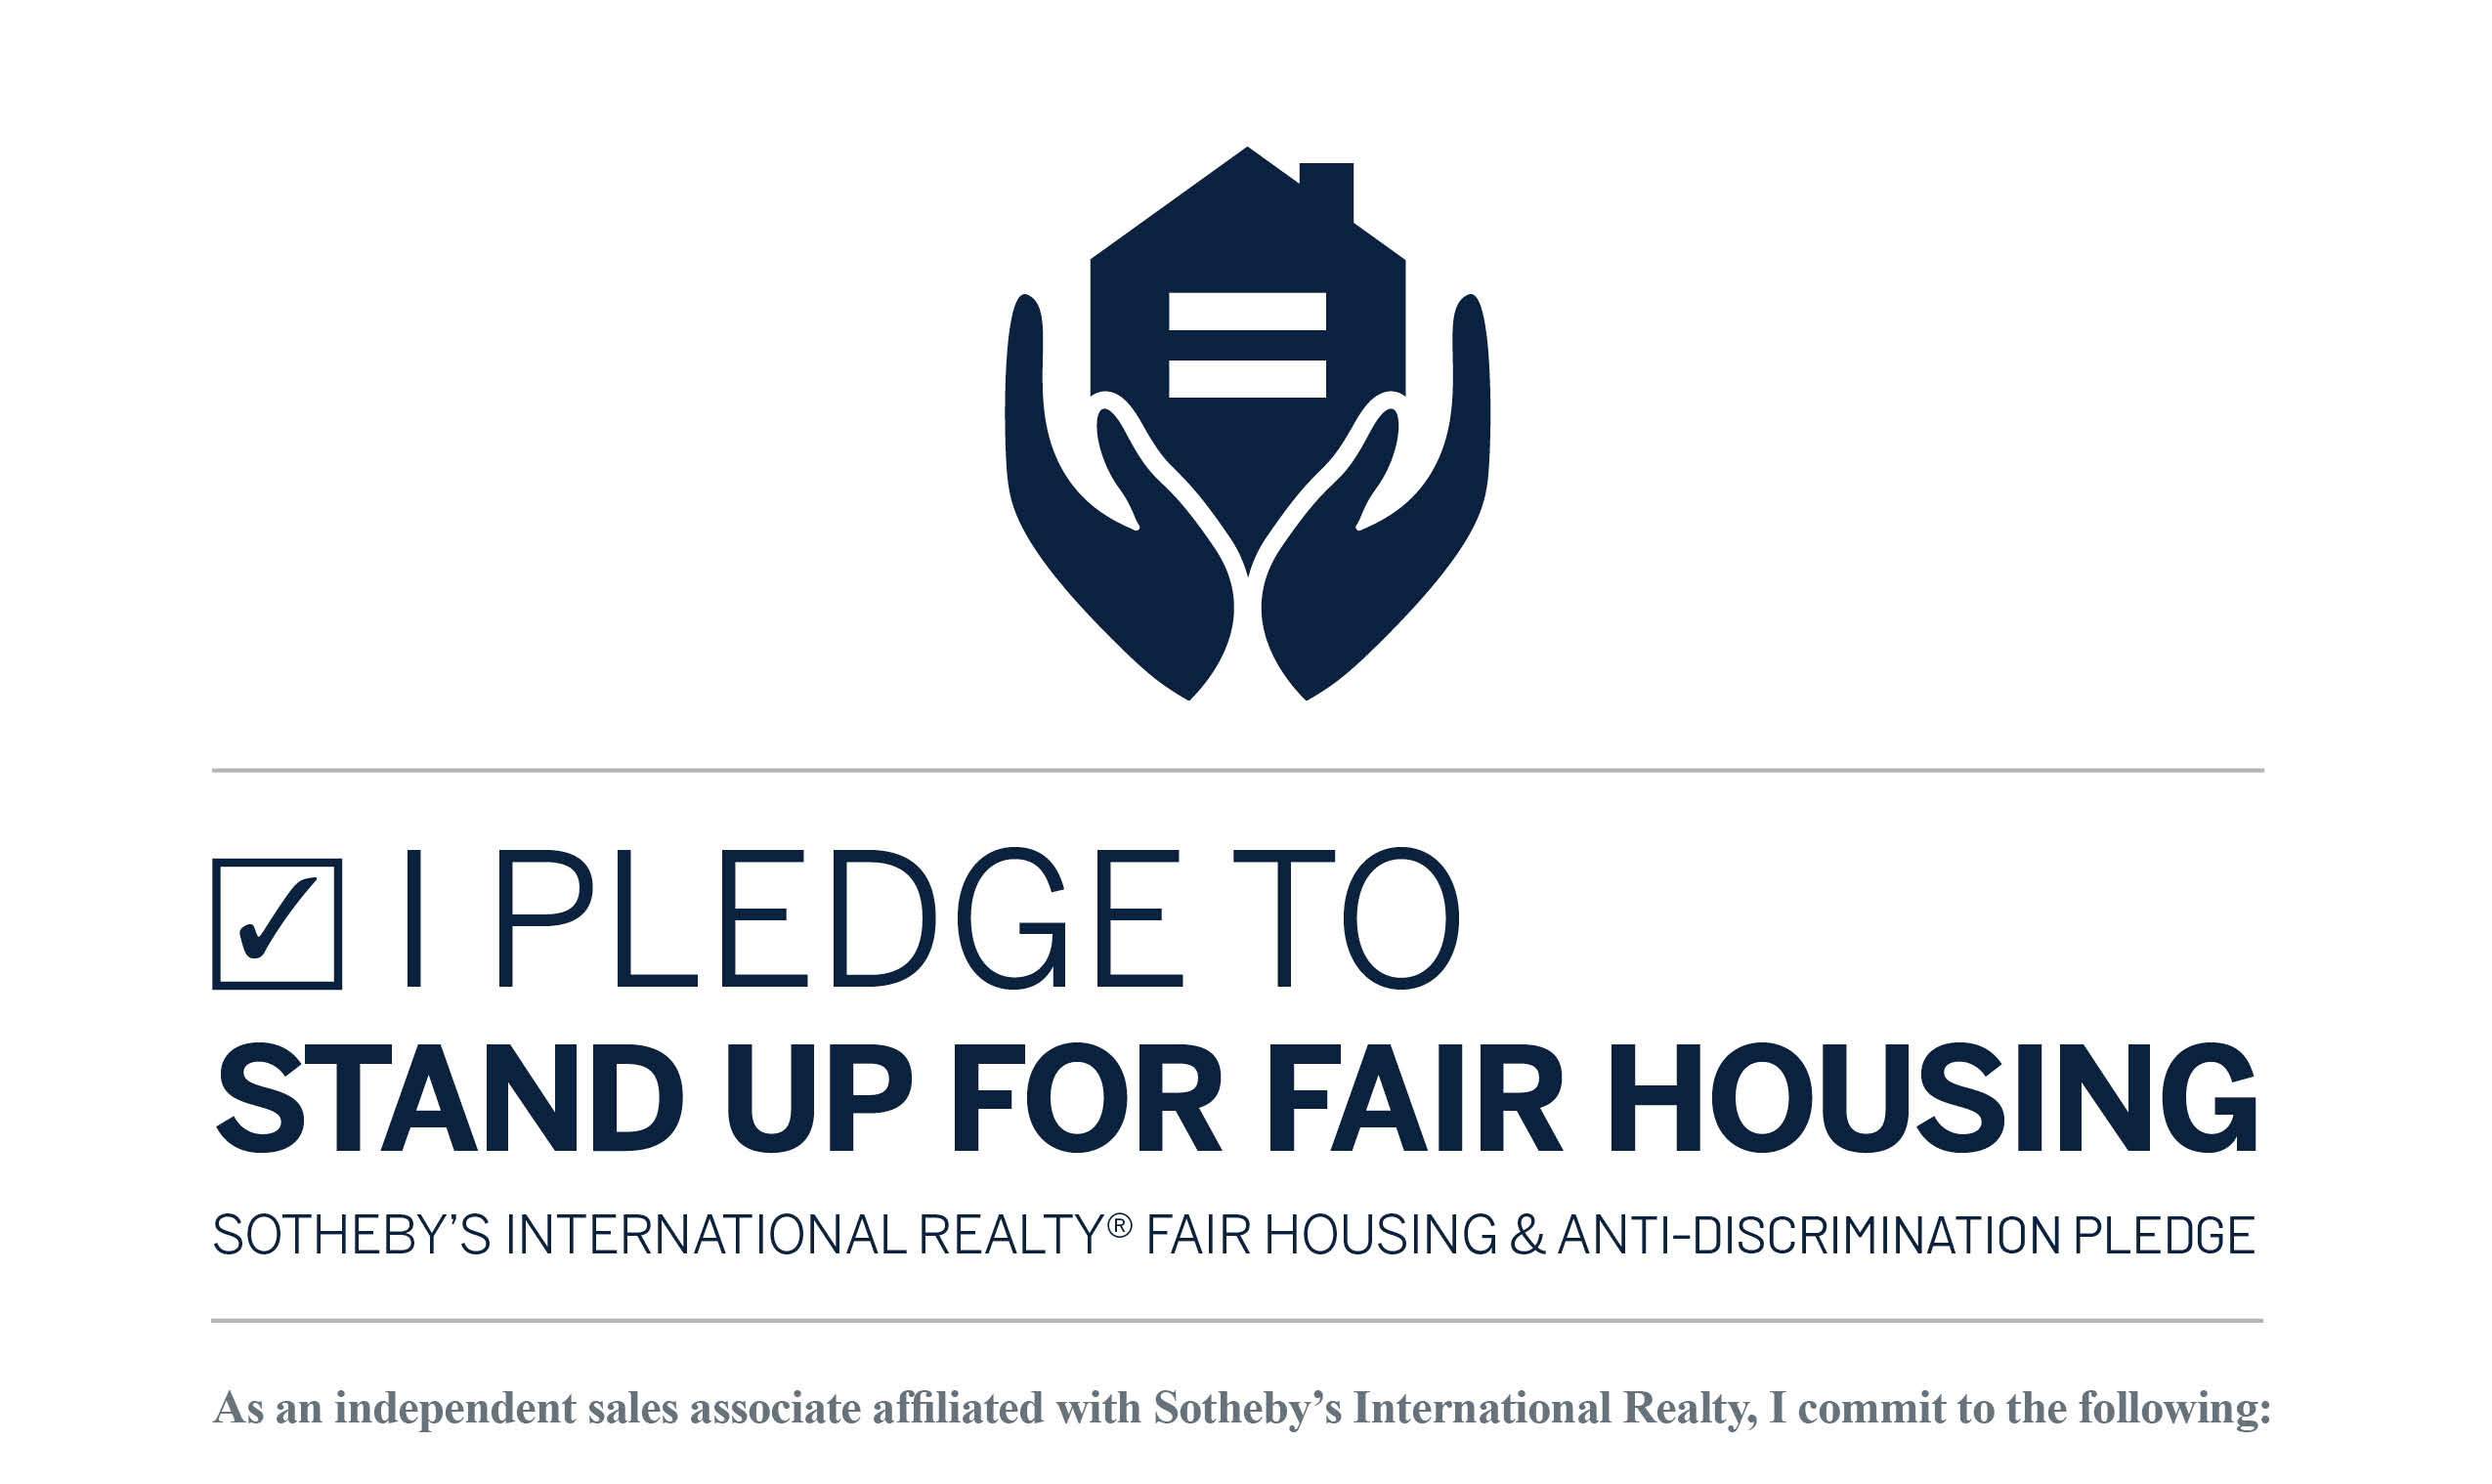 I PLEDGE TO
STAND UP FOR FAIR HOUSING
SOTHEBY’S INTERNATIONAL REALTY® FAIR HOUSING & ANTI-DISCRIMINATION PLEDGE
As an independent sales associate affiliated with Sotheby’s International Realty, I commit to the following: